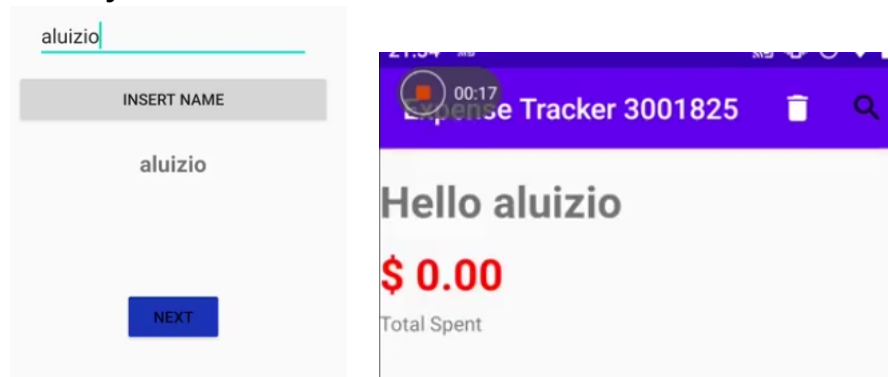 aluizio
INSERT NAME
aluizio
NEXT
00:17
Expense Tracker 3001825
Hello aluizio
$ 0.00
Total Spent